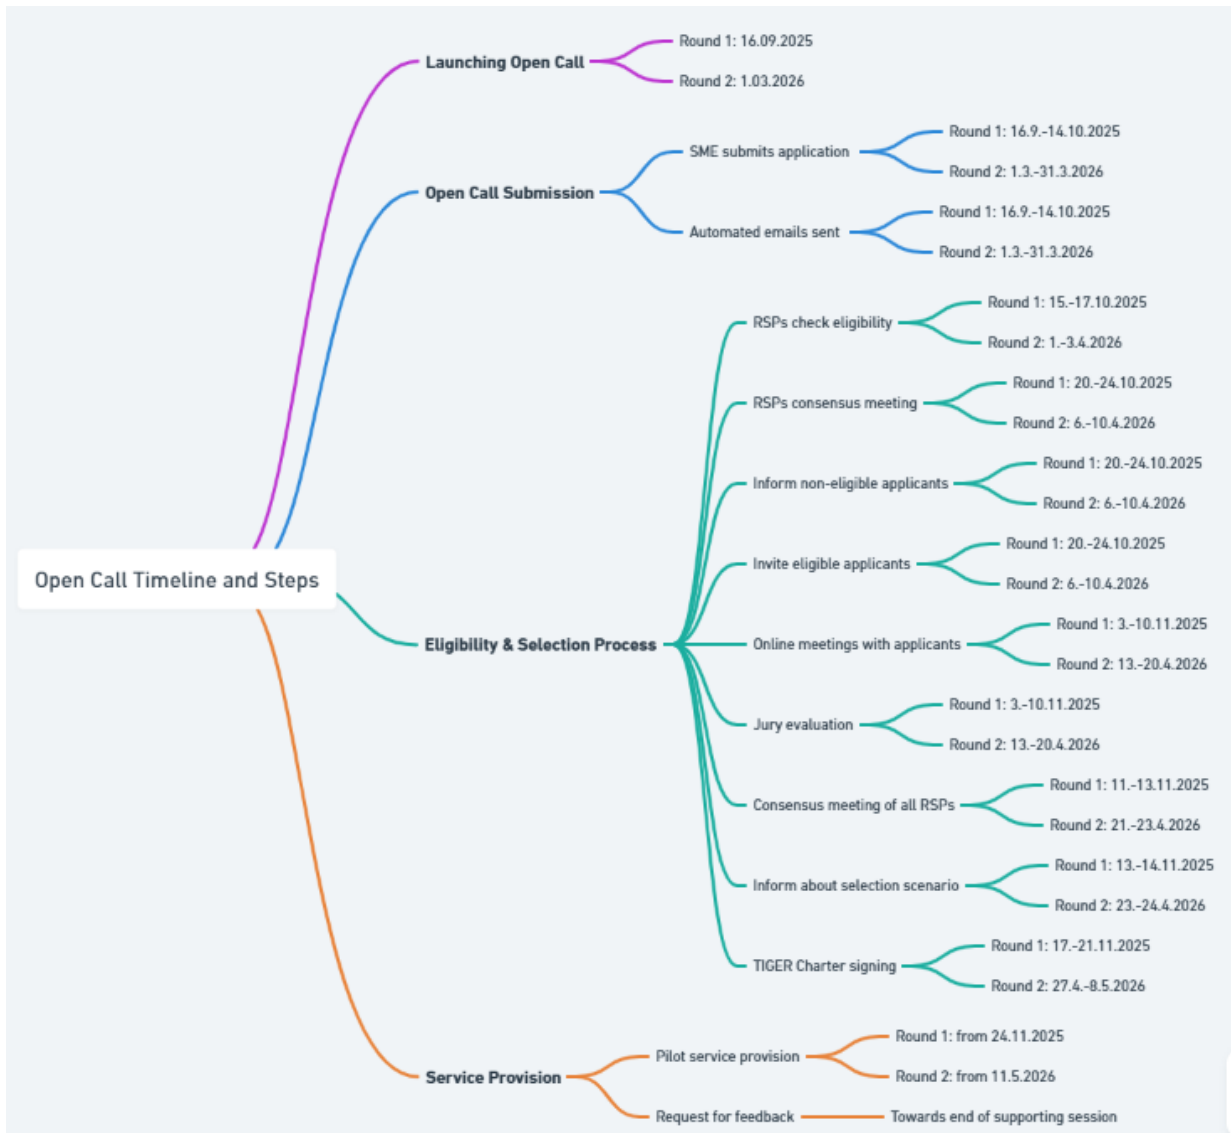 Open Call Timeline and Steps
Launching Open Call
Round 1: 16.09.2025
Round 2: 1.03.2026
Open Call Submission
SME submits application
Round 1: 16.9.-14.10.2025
Round 2: 1.3.-31.3.2026
Automated emails sent
Round 1: 16.9.-14.10.2025
Round 2: 1.3.-31.3.2026
Eligibility & Selection Process
RSPs check eligibility
Round 1: 15.-17.10.2025
Round 2: 1.-3.4.2026
RSPs consensus meeting
Round 1: 20.-24.10.2025
Round 2: 6.-10.4.2026
Inform non-eligible applicants
Round 1: 20.-24.10.2025
Round 2: 6.-10.4.2026
Invite eligible applicants
Round 1: 20.-24.10.2025
Round 2: 6.-10.4.2026
Online meetings with applicants
Round 1: 3.-10.11.2025
Round 2: 13.-20.4.2026
Jury evaluation
Round 1: 3.-10.11.2025
Round 2: 13.-20.4.2026
Consensus meeting of all RSPs
Round 1: 11.-13.11.2025
Round 2: 21.-23.4.2026
Inform about selection scenario
Round 1: 13.-14.11.2025
Round 2: 23.-24.4.2026
TIGER Charter signing
Round 1: 17.-21.11.2025
Round 2: 27.4.-8.5.2026
Service Provision
Pilot service provision
Round 1: from 24.11.2025
Round 2: from 11.5.2026
Request for feedback
Towards end of supporting session